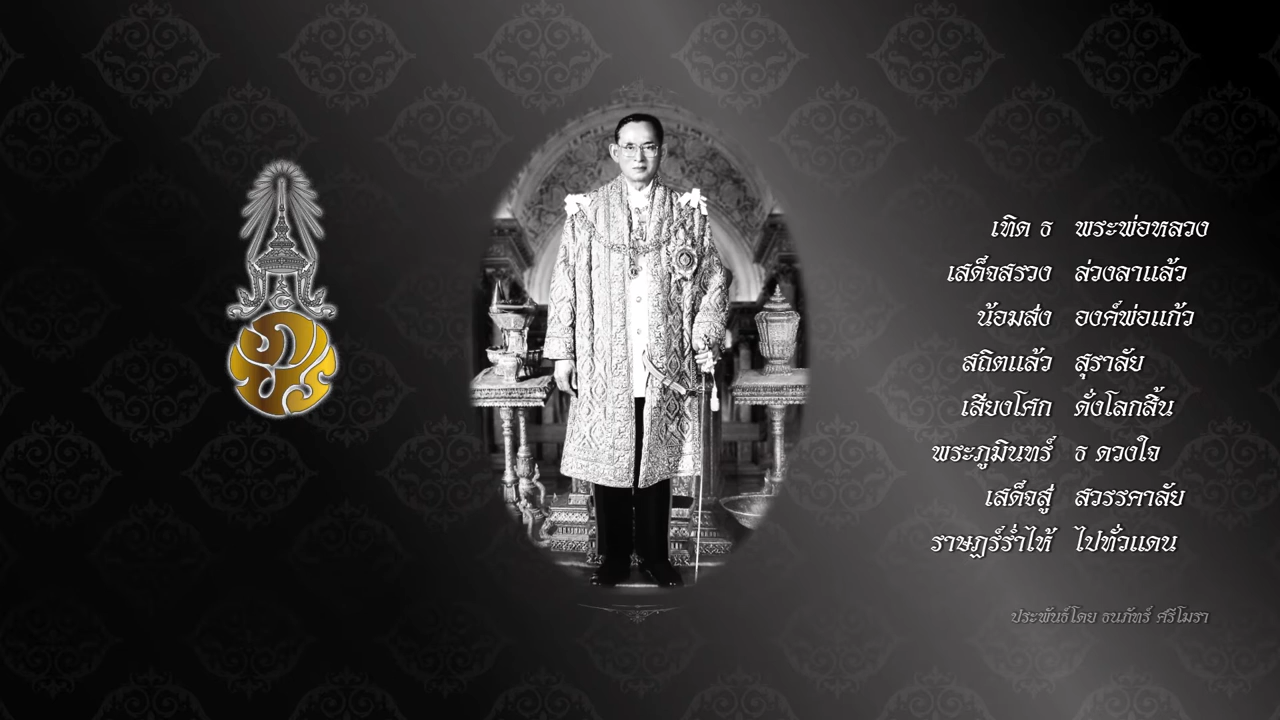 เทิด ธ พระพ่อหลวง
เสด็จสรวง ล่วงลาแล้ว
น้อมส่ง องค์พ่อแก้ว
สถิตแล้ว สุราลัย
เสียงโศก ดั่งโลกสิ้น
พระภูมินทร์ ธ ดวงใจ
เสด็จสู่ สวรรคาลัย
ราษฏร์ร่ำไห้ ไปทั่วแดน
ประพันธ์โดย ธนภัทร์ ศรีโมรา